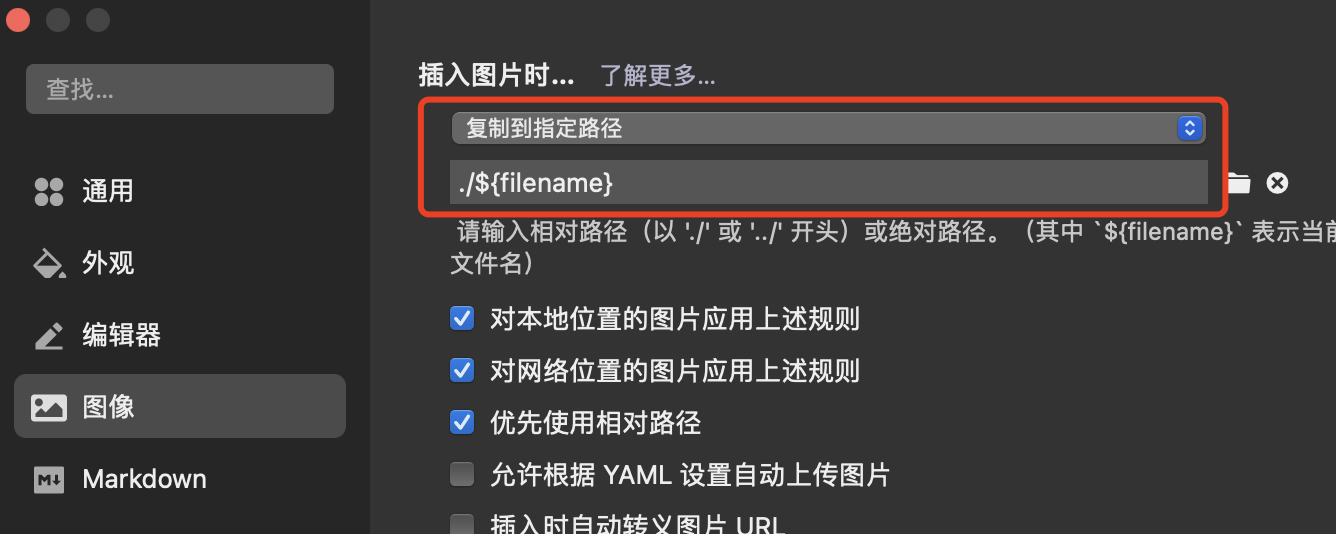 查找...
通用
外观
编辑器
图像
Markdown
插入图片时... 了解更多...
复制到指定路径
./${filename}
请输入相对路径（以 './' 或 '../' 开头）或绝对路径。（其中 `${filename}` 表示当前
文件名）
对本地位置的图片应用上述规则
对网络位置的图片应用上述规则
优先使用相对路径
允许根据 YAML 设置自动上传图片
插入时自动转义图片 URL